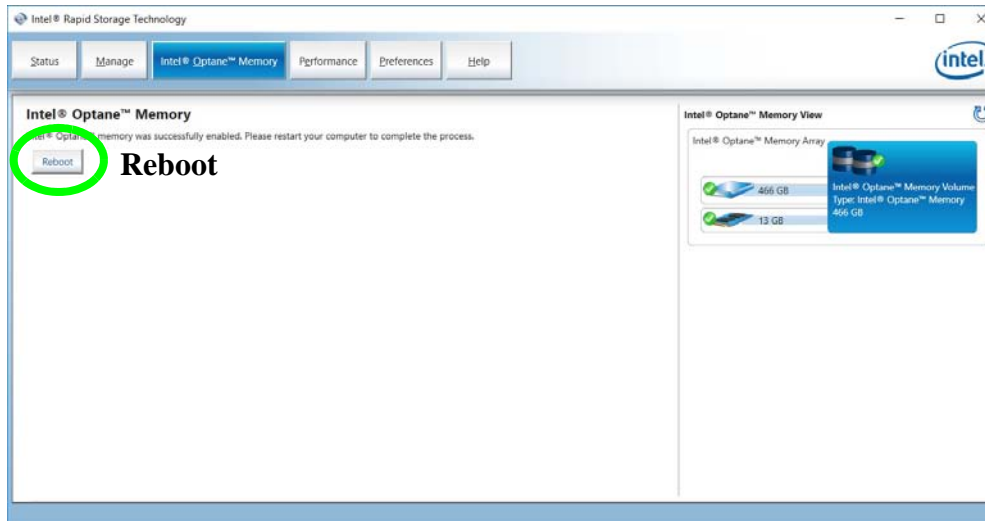 Intel® Rapid Storage Technology
Status
Manage
Intel® Optane™ Memory
Performance
Preferences
Help
intel
Intel® Optane™ Memory
memory was successfully enabled. Please restart your computer to complete the process.
Reboot
Reboot
Intel® Optane™ Memory View
Intel® Optane™ Memory Array
466 GB
13 GB
Intel® Optane™ Memory Volume
Type: Intel® Optane™ Memory
466 GB